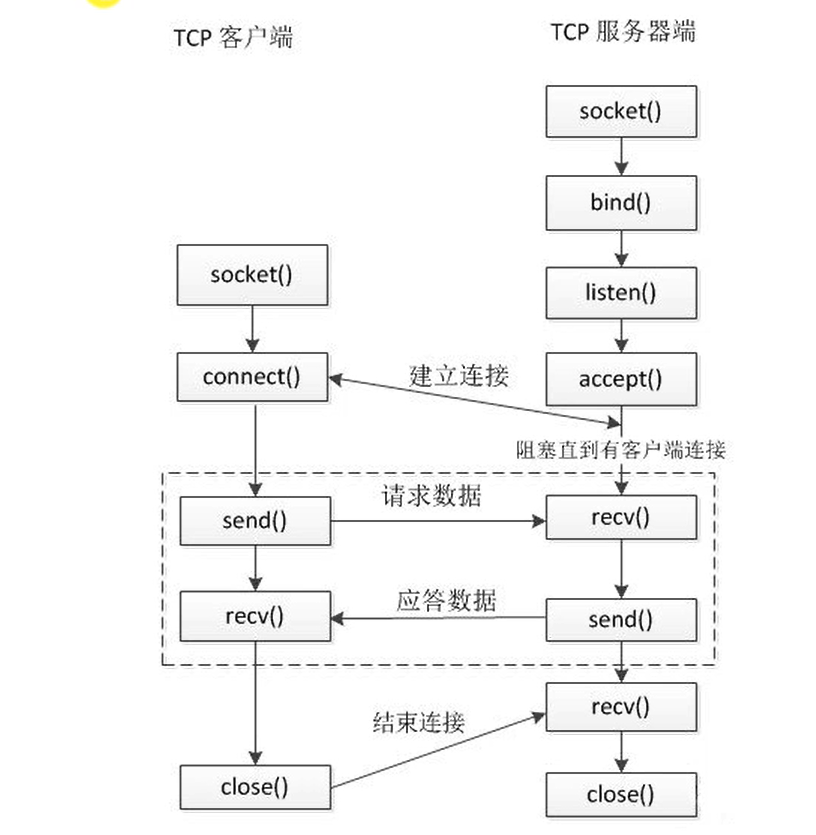 TCP 客户端
TCP 服务器端
socket()
bind()
socket()
listen()
connect()
建立连接
accept()
阻塞直到有客户端连接
send()
请求数据
recv()
recv()
应答数据
send()
结束连接
recv()
close()
close()